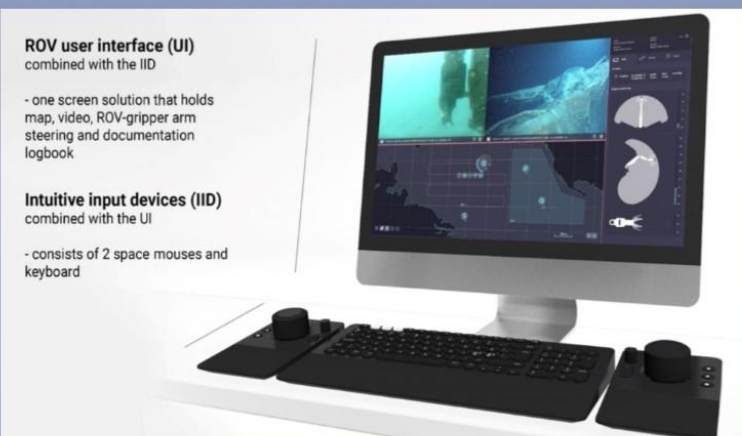 ROV user interface (UI)
combined with the IID
- one screen solution that holds
map, video, ROV-gripper arm
steering and documentation
logbook
Intuitive input devices (IID)
combined with the UI
- consists of 2 space mouses and
keyboard